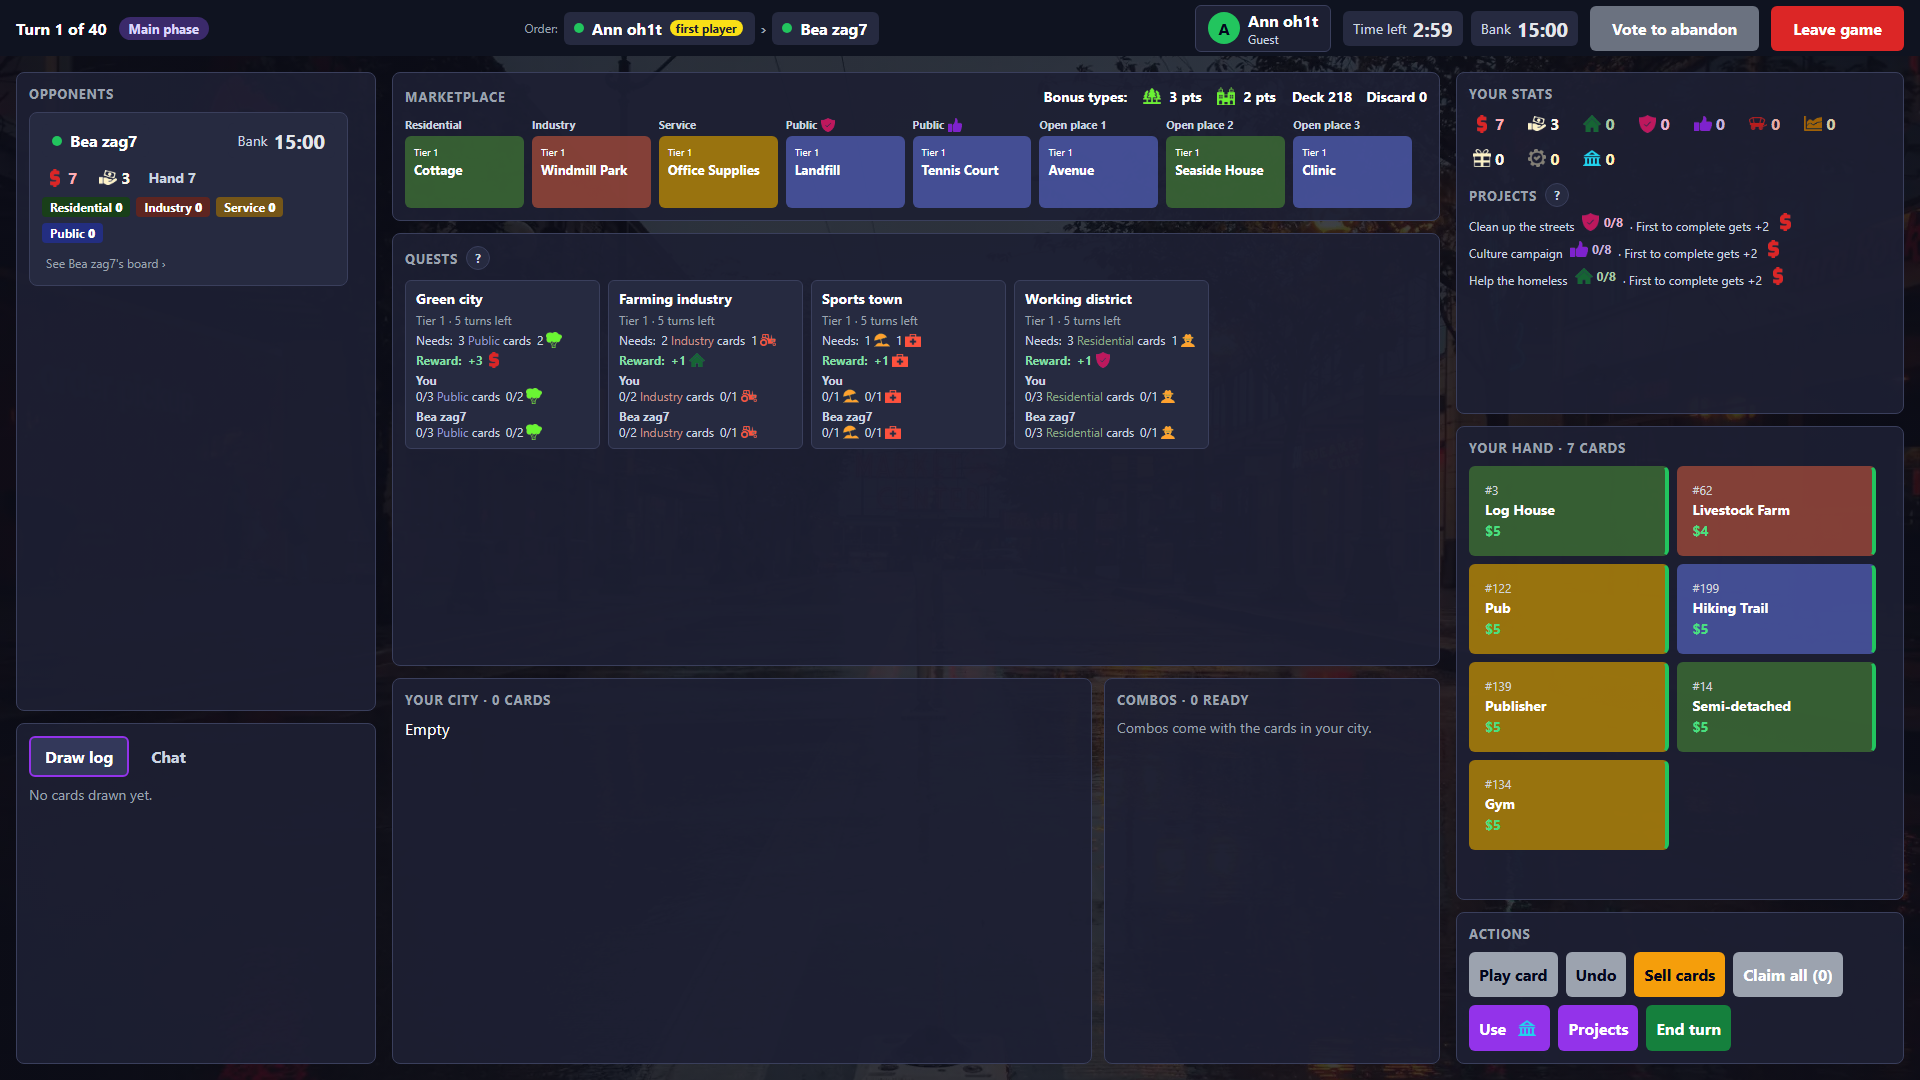 Turn 1 of 40 Main phase
Order: Ann oh1t first player › Bea zag7
A Ann oh1t
Guest
Time left 2:59
Bank 15:00
Vote to abandon
Leave game
OPPONENTS
Bea zag7 Bank 15:00
7 3 Hand 7
Residential 0 Industry 0 Service 0
Public 0
See Bea zag7's board ›
Draw log Chat
No cards drawn yet.
MARKETPLACE
Bonus types: 3 pts 2 pts Deck 218 Discard 0
Residential Industry Service Public Public Open place 1 Open place 2 Open place 3
Tier 1 Tier 1 Tier 1 Tier 1 Tier 1 Tier 1 Tier 1 Tier 1
Cottage Windmill Park Office Supplies Landfill Tennis Court Avenue Seaside House Clinic
QUESTS ?
Green city
Tier 1 · 5 turns left
Needs: 3 Public cards 2
Reward: +3
You
0/3 Public cards 0/2
Bea zag7
0/3 Public cards 0/2
Farming industry
Tier 1 · 5 turns left
Needs: 2 Industry cards 1
Reward: +1
You
0/2 Industry cards 0/1
Bea zag7
0/2 Industry cards 0/1
Sports town
Tier 1 · 5 turns left
Needs: 1 1
Reward: +1
You
0/1 0/1
Bea zag7
0/1 0/1
Working district
Tier 1 · 5 turns left
Needs: 3 Residential cards 1
Reward: +1
You
0/3 Residential cards 0/1
Bea zag7
0/3 Residential cards 0/1
YOUR CITY · 0 CARDS
Empty
COMBOS · 0 READY
Combos come with the cards in your city.
YOUR STATS
7 3 0 0 0 0 0
0 0 0
PROJECTS ?
Clean up the streets 0/8 · First to complete gets +2
Culture campaign 0/8 · First to complete gets +2
Help the homeless 0/8 · First to complete gets +2
YOUR HAND · 7 CARDS
#3
Log House
$5
#62
Livestock Farm
$4
#122
Pub
$5
#199
Hiking Trail
$5
#139
Publisher
$5
#14
Semi-detached
$5
#134
Gym
$5
ACTIONS
Play card Undo Sell cards Claim all (0)
Use Projects End turn